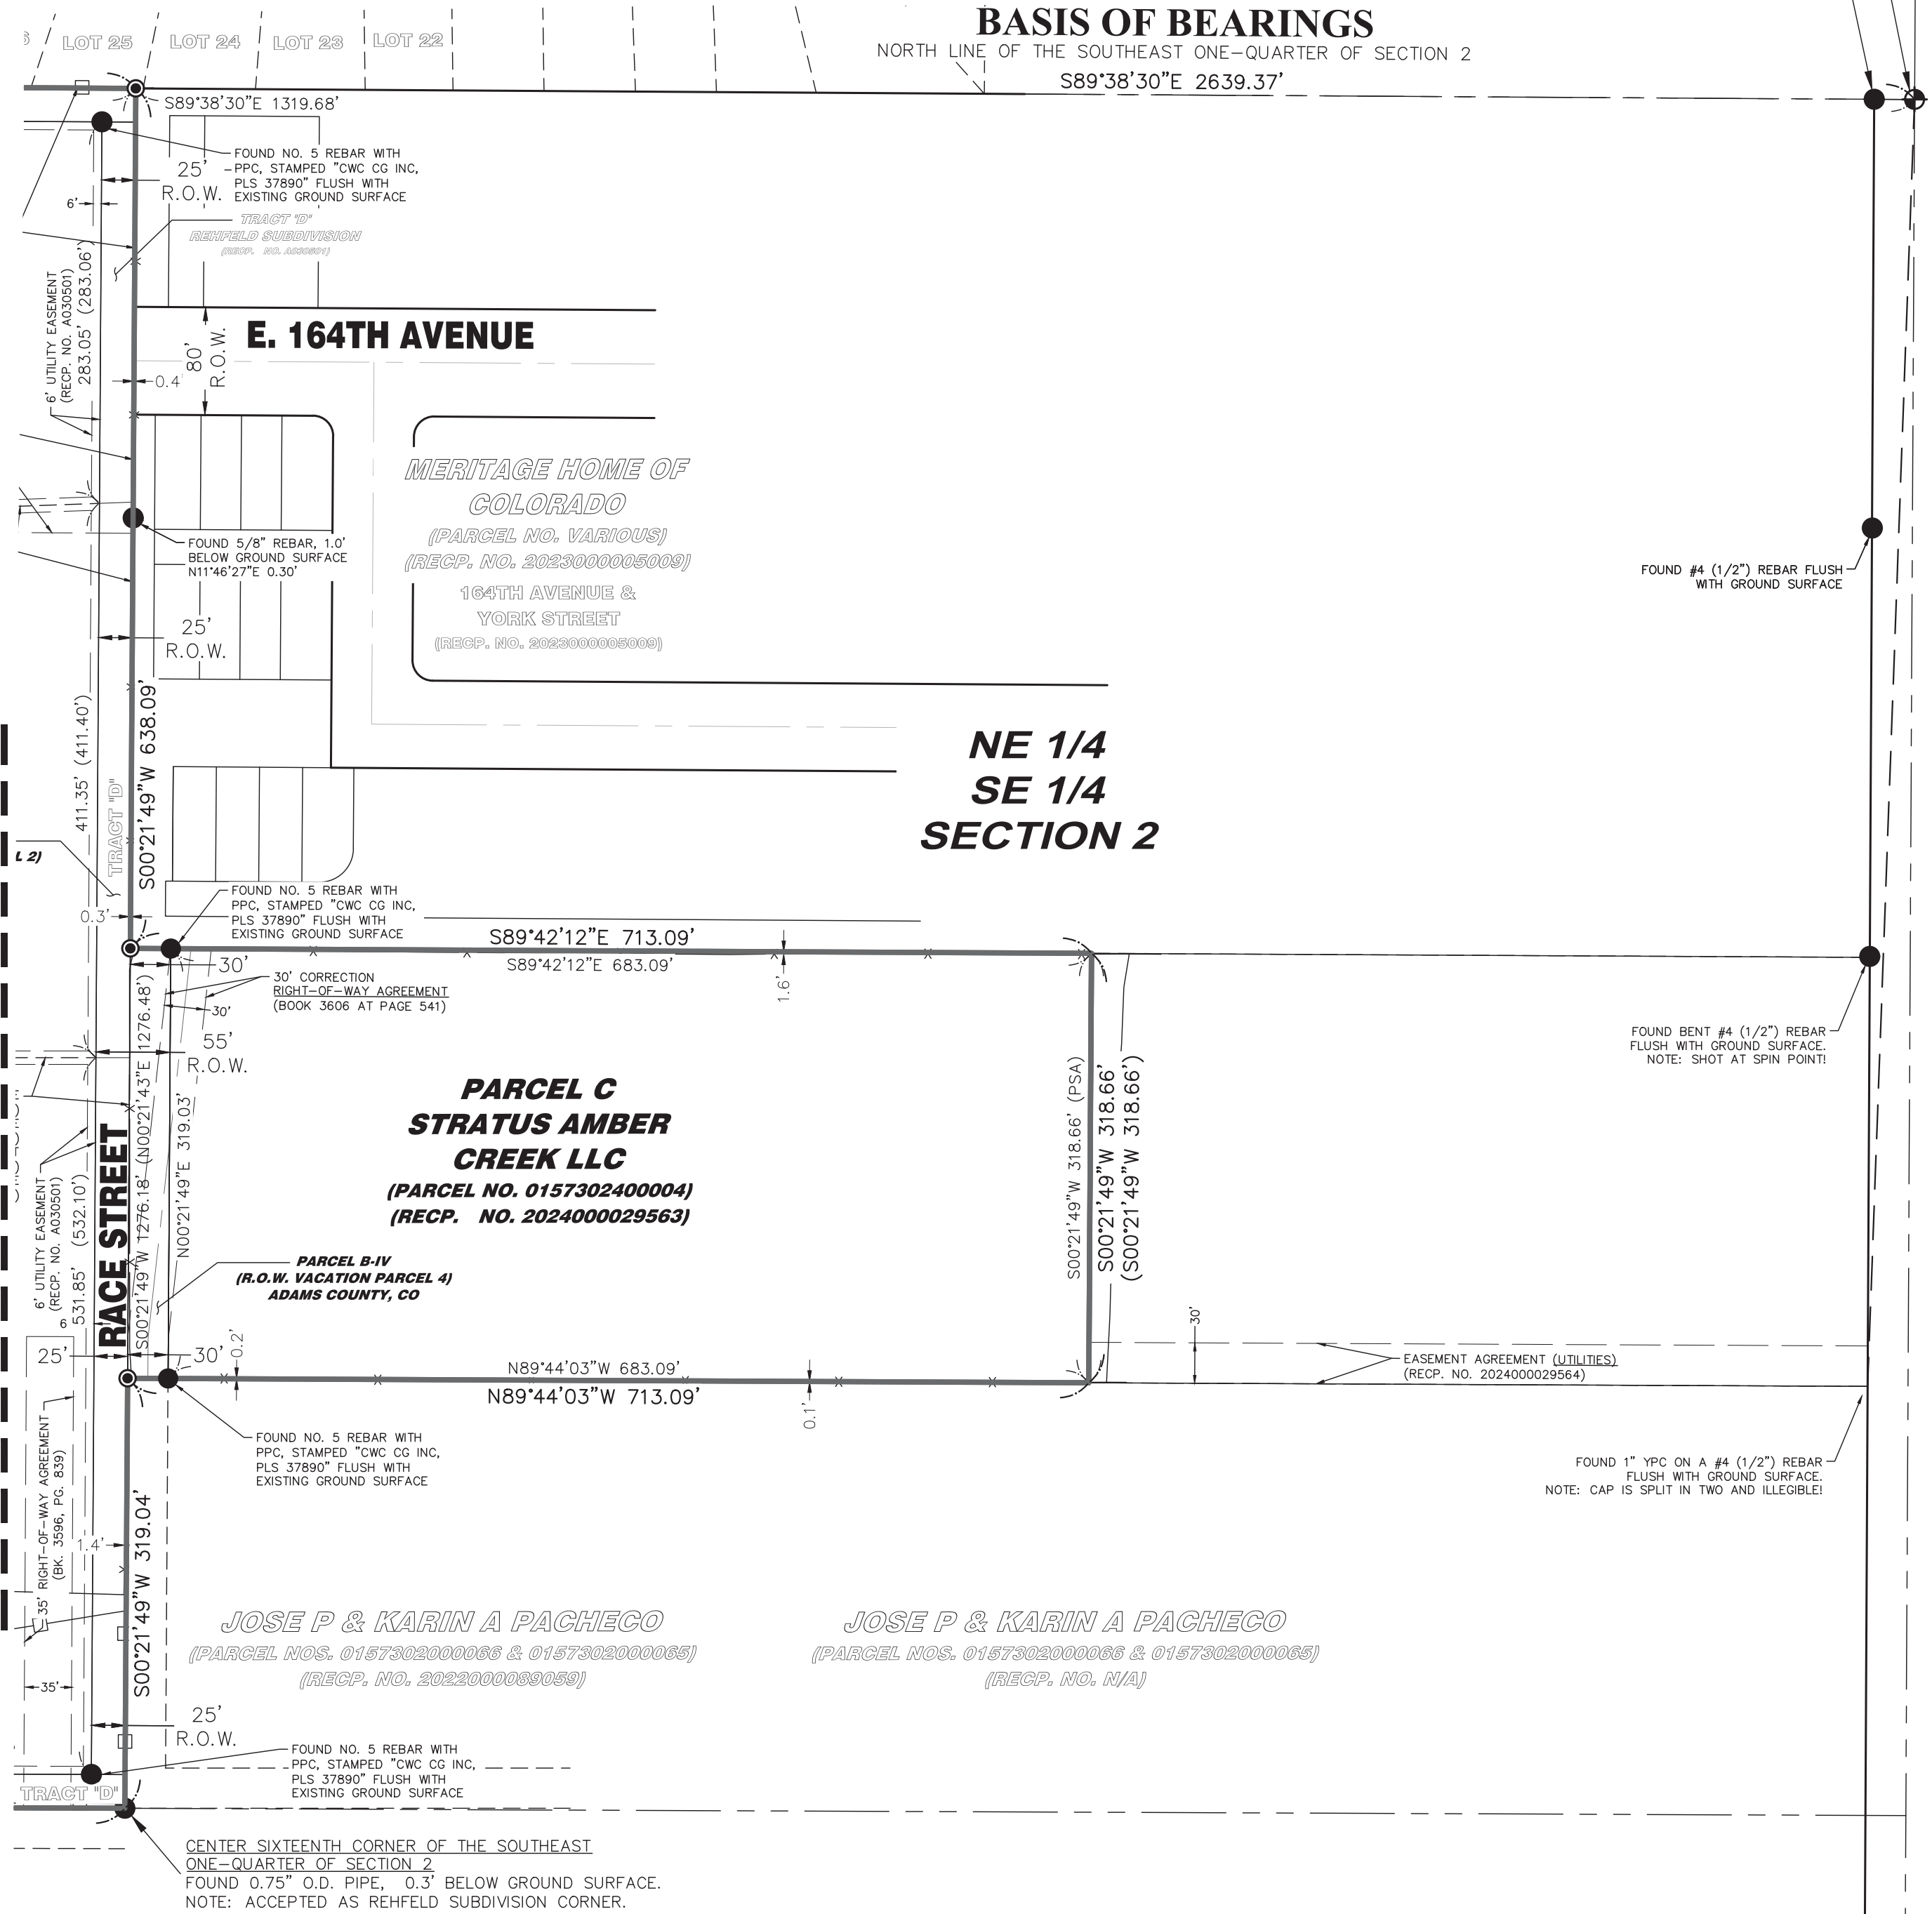 BASIS OF BEARINGS
NORTH LINE OF THE SOUTHEAST ONE-QUARTER OF SECTION 2
S89°38'30"E 2639.37'
LOT 25
LOT 24
LOT 23
LOT 22
S89°38'30"E 1319.68'
FOUND NO. 5 REBAR WITH
PPC, STAMPED "CWC CG INC,
PLS 37890" FLUSH WITH
EXISTING GROUND SURFACE
25'
R.O.W.
6'
TRACT "D"
REHFELD SUBDIVISION
(RECP. NO. A030501)
6' UTILITY EASEMENT
(RECP. NO. A030501)
283.05' (283.06')
E. 164TH AVENUE
80'
R.O.W.
0.4'
MERITAGE HOME OF
COLORADO
(PARCEL NO. VARIOUS)
(RECP. NO. 20230000005009)
164TH AVENUE &
YORK STREET
(RECP. NO. 2023000005009)
FOUND 5/8" REBAR, 1.0'
BELOW GROUND SURFACE
N11°46'27"E 0.30'
FOUND #4 (1/2") REBAR FLUSH
WITH GROUND SURFACE
25'
R.O.W.
411.35' (411.40')
TRACT "D"
S00°21'49"W 638.09'
NE 1/4
SE 1/4
SECTION 2
L 2)
0.3'
FOUND NO. 5 REBAR WITH
PPC, STAMPED "CWC CG INC,
PLS 37890" FLUSH WITH
EXISTING GROUND SURFACE
S89°42'12"E 713.09'
S89°42'12"E 683.09'
30'
30' CORRECTION
RIGHT-OF-WAY AGREEMENT
(BOOK 3606 AT PAGE 541)
30'
1.6'
55'
R.O.W.
FOUND BENT #4 (1/2") REBAR
FLUSH WITH GROUND SURFACE.
NOTE: SHOT AT SPIN POINT!
PARCEL C
STRATUS AMBER
CREEK LLC
(PARCEL NO. 0157302400004)
(RECP. NO. 2024000029563)
S00°21'49"W 318.66' (PSA)
S00°21'49"W 318.66'
(S00°21'49"W 318.66')
6' UTILITY EASEMENT
(RECP. NO. A030501)
531.85' (532.10')
RACE STREET
S00°21'49"W 1276.18' (N00°21'43"E 1276.48')
N00°21'49"E 319.03'
PARCEL B-IV
(R.O.W. VACATION PARCEL 4)
ADAMS COUNTY, CO
6
25'
30'
0.2'
N89°44'03"W 683.09'
N89°44'03"W 713.09'
0.1'
30'
EASEMENT AGREEMENT (UTILITIES)
(RECP. NO. 2024000029564)
FOUND NO. 5 REBAR WITH
PPC, STAMPED "CWC CG INC,
PLS 37890" FLUSH WITH
EXISTING GROUND SURFACE
FOUND 1" YPC ON A #4 (1/2") REBAR
FLUSH WITH GROUND SURFACE.
NOTE: CAP IS SPLIT IN TWO AND ILLEGIBLE!
35' RIGHT-OF-WAY AGREEMENT
(BK. 3596, PG. 839)
1.4'
S00°21'49"W 319.04'
JOSE P & KARIN A PACHECO
(PARCEL NOS. 0157302000066 & 0157302000065)
(RECP. NO. 2022000089059)
JOSE P & KARIN A PACHECO
(PARCEL NOS. 0157302000066 & 0157302000065)
(RECP. NO. N/A)
35'
25'
R.O.W.
FOUND NO. 5 REBAR WITH
PPC, STAMPED "CWC CG INC,
PLS 37890" FLUSH WITH
EXISTING GROUND SURFACE
TRACT "D"
CENTER SIXTEENTH CORNER OF THE SOUTHEAST
ONE-QUARTER OF SECTION 2
FOUND 0.75" O.D. PIPE, 0.3' BELOW GROUND SURFACE.
NOTE: ACCEPTED AS REHFELD SUBDIVISION CORNER.